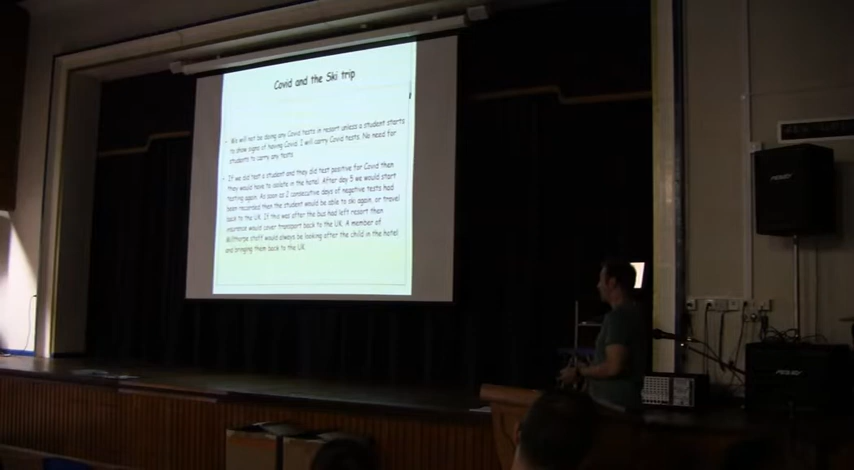 Covid and the Ski trip
We will not be doing any Covid tests in resort unless a student starts
to show signs of having Covid. I will carry Covid tests. No need for
students to carry any tests
If we did test a student and they did test positive for Covid then
they would have to isolate in the hotel. After day 5 we would start
testing again. As soon as 2 consecutive days of negative tests had
been recorded then the student would be able to ski again, or travel
back to the UK. If this was after the bus had left resort then
insurance would cover transport back to the UK. A member of
Millthorpe staff would always be looking after the child in the hotel
and bringing them back to the UK.
PEAVEY
PEAVEY